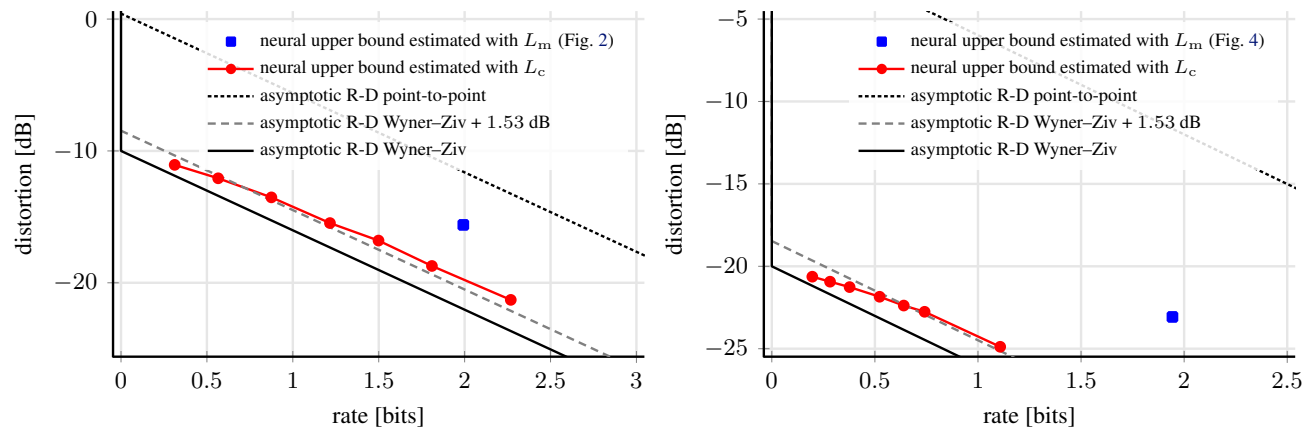 0
−10
−20
0
0.5
1
1.5
2
2.5
3
rate [bits]
distortion [dB]
neural upper bound estimated with Lm (Fig. 2)
neural upper bound estimated with Lc
asymptotic R-D point-to-point
asymptotic R-D Wyner–Ziv + 1.53 dB
asymptotic R-D Wyner–Ziv
−5
−10
−15
−20
−25
0
0.5
1
1.5
2
2.5
rate [bits]
distortion [dB]
neural upper bound estimated with Lm (Fig. 4)
neural upper bound estimated with Lc
asymptotic R-D point-to-point
asymptotic R-D Wyner–Ziv + 1.53 dB
asymptotic R-D Wyner–Ziv